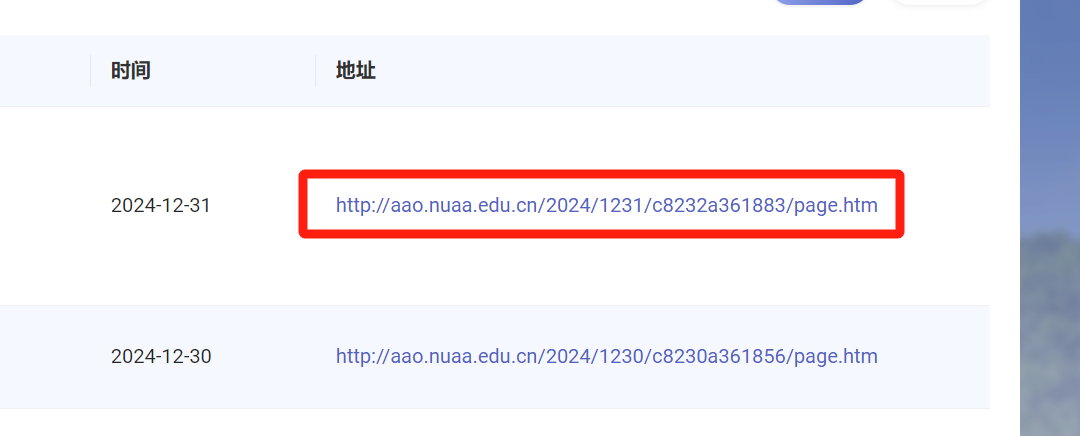 时间 地址
2024-12-31 http://aao.nuaa.edu.cn/2024/1231/c8232a361883/page.htm
2024-12-30 http://aao.nuaa.edu.cn/2024/1230/c8230a361856/page.htm